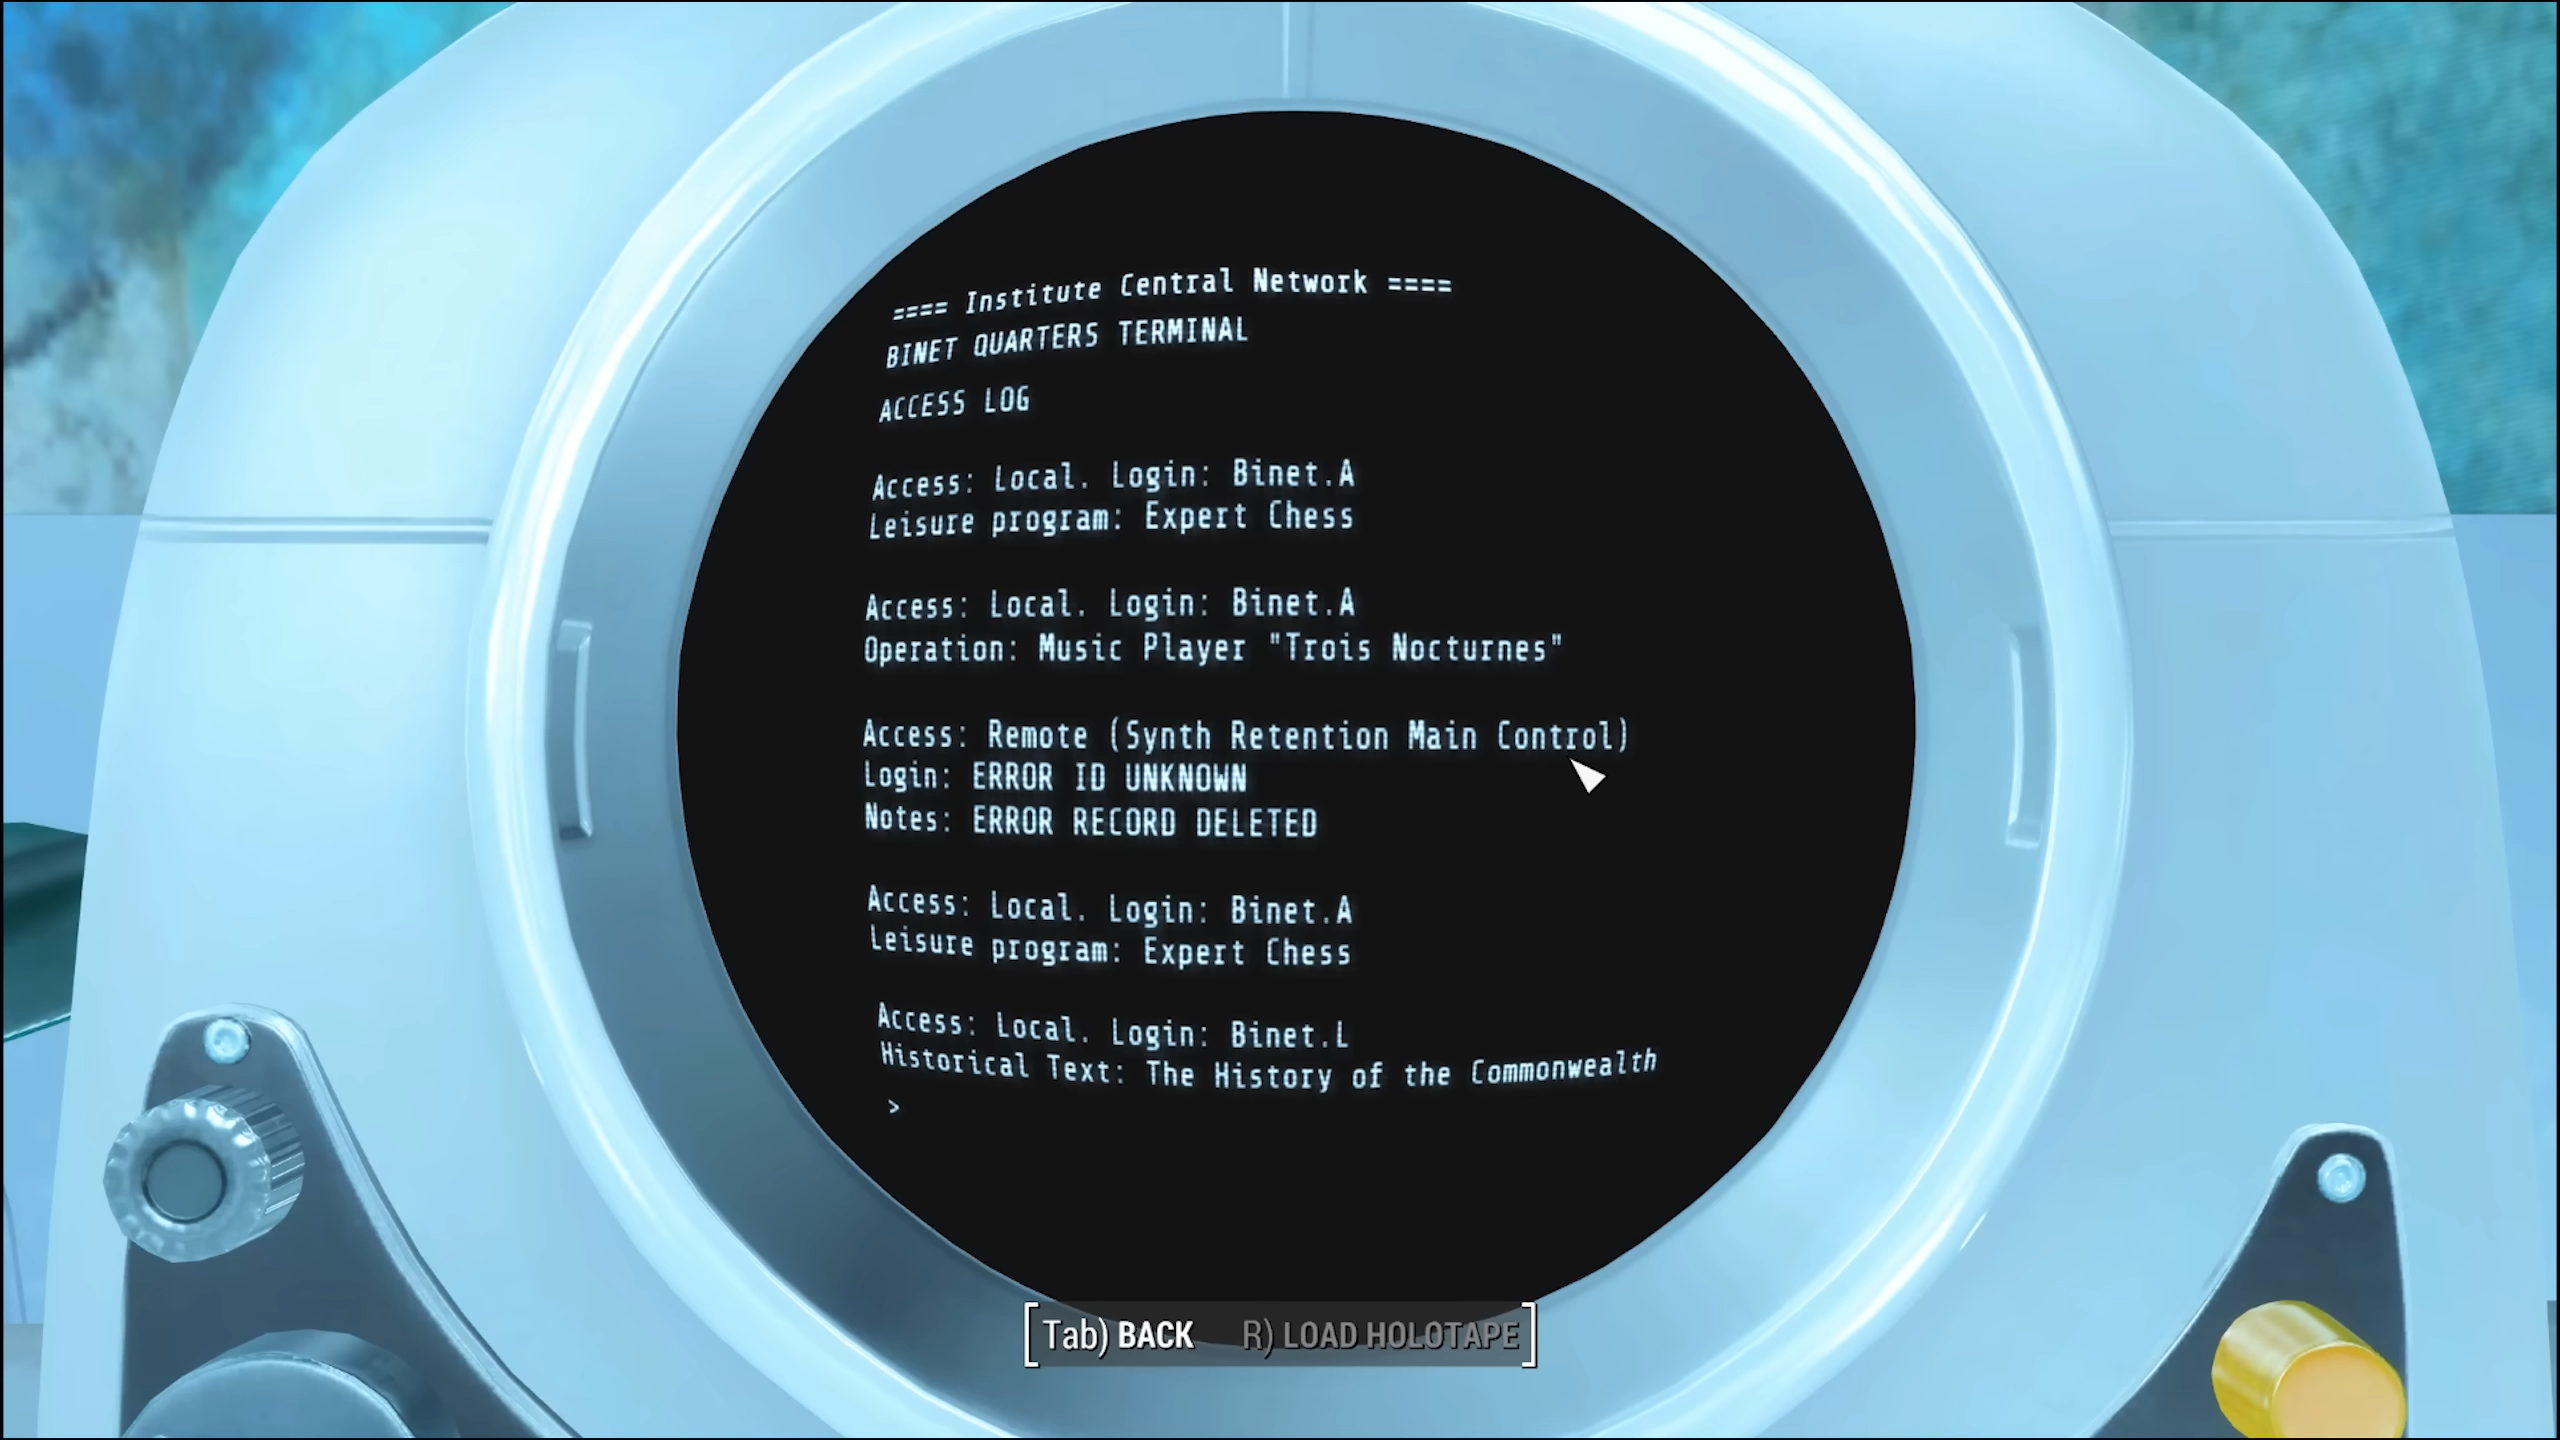 ==== Institute Central Network ====
BINET QUARTERS TERMINAL
ACCESS LOG
Access: Local. Login: Binet.A
Leisure program: Expert Chess
Access: Local. Login: Binet.A
Operation: Music Player "Trois Nocturnes"
Access: Remote (Synth Retention Main Control)
Login: ERROR ID UNKNOWN
Notes: ERROR RECORD DELETED
Access: Local. Login: Binet.A
Leisure program: Expert Chess
Access: Local. Login: Binet.L
Historical Text: The History of the Commonwealth
>
[Tab) BACK R) LOAD HOLOTAPE]